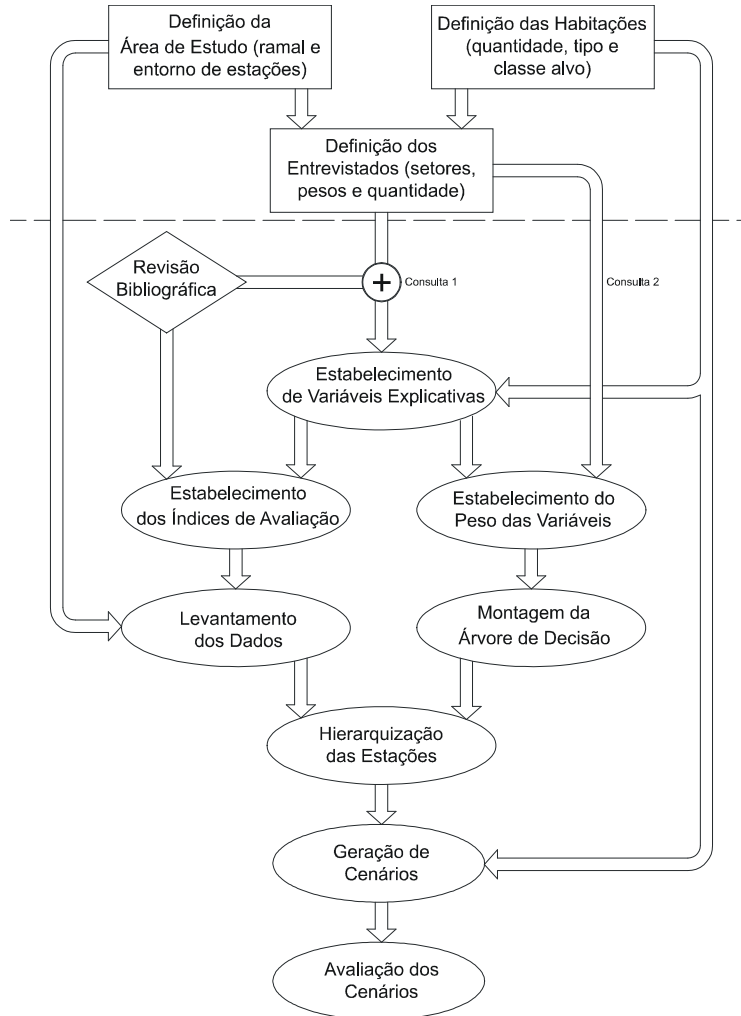 Definição da
Área de Estudo (ramal e
entorno de estações)
Definição das Habitações
(quantidade, tipo e
classe alvo)
Definição dos
Entrevistados (setores,
pesos e quantidade)
Revisão
Bibliográfica
+
Consulta 1
Consulta 2
Estabelecimento
de Variáveis Explicativas
Estabelecimento
dos Índices de Avaliação
Estabelecimento do
Peso das Variáveis
Levantamento
dos Dados
Montagem da
Árvore de Decisão
Hierarquização
das Estações
Geração de
Cenários
Avaliação dos
Cenários